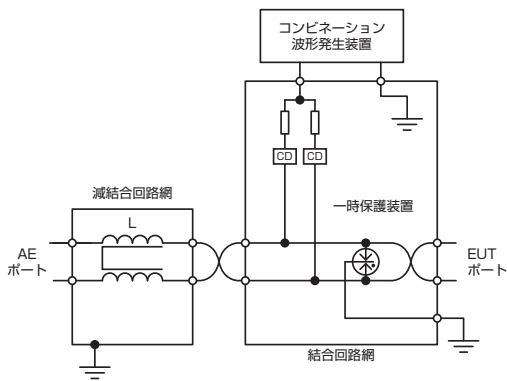 コンビネーション
波形発生装置
CD
CD
減結合回路網
一時保護装置
L
AE
ポート
EUT
ポート
結合回路網